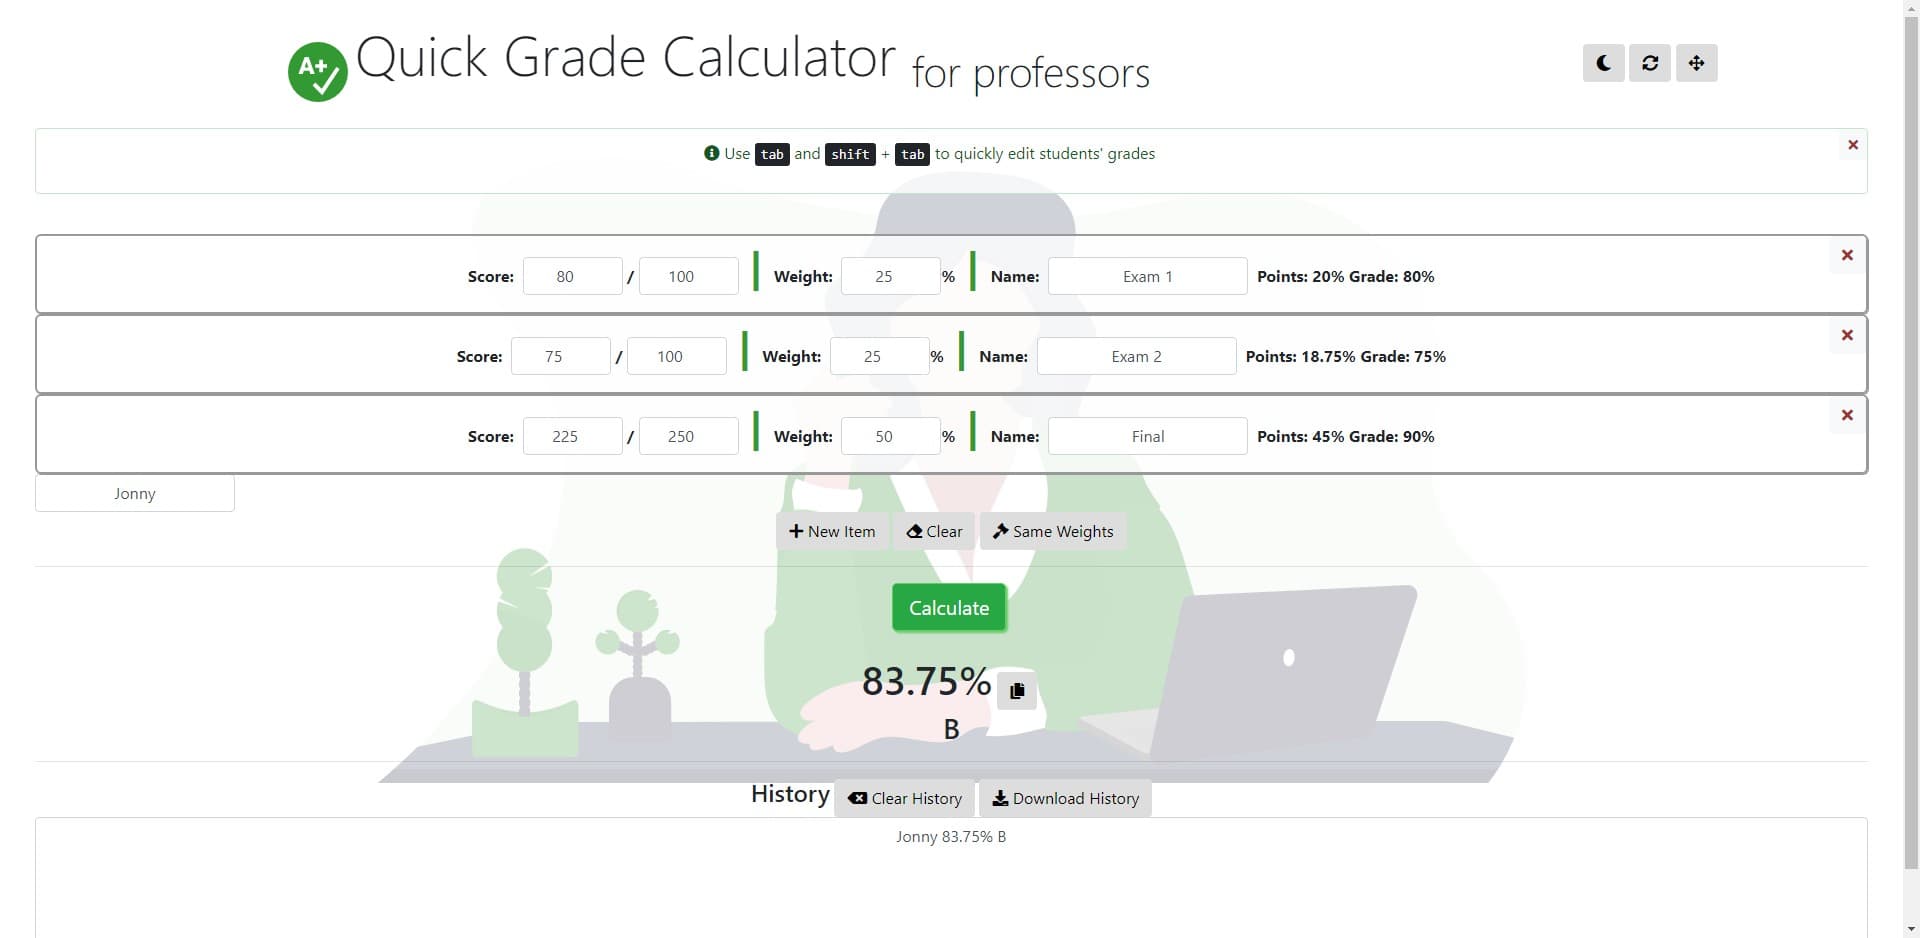 A+ Quick Grade Calculator for professors
Use tab and shift + tab to quickly edit students' grades
Score: 80 / 100 Weight: 25 % Name: Exam 1 Points: 20% Grade: 80%
Score: 75 / 100 Weight: 25 % Name: Exam 2 Points: 18.75% Grade: 75%
Score: 225 / 250 Weight: 50 % Name: Final Points: 45% Grade: 90%
Jonny
New Item Clear Same Weights
Calculate
83.75%
B
History Clear History Download History
Jonny 83.75% B